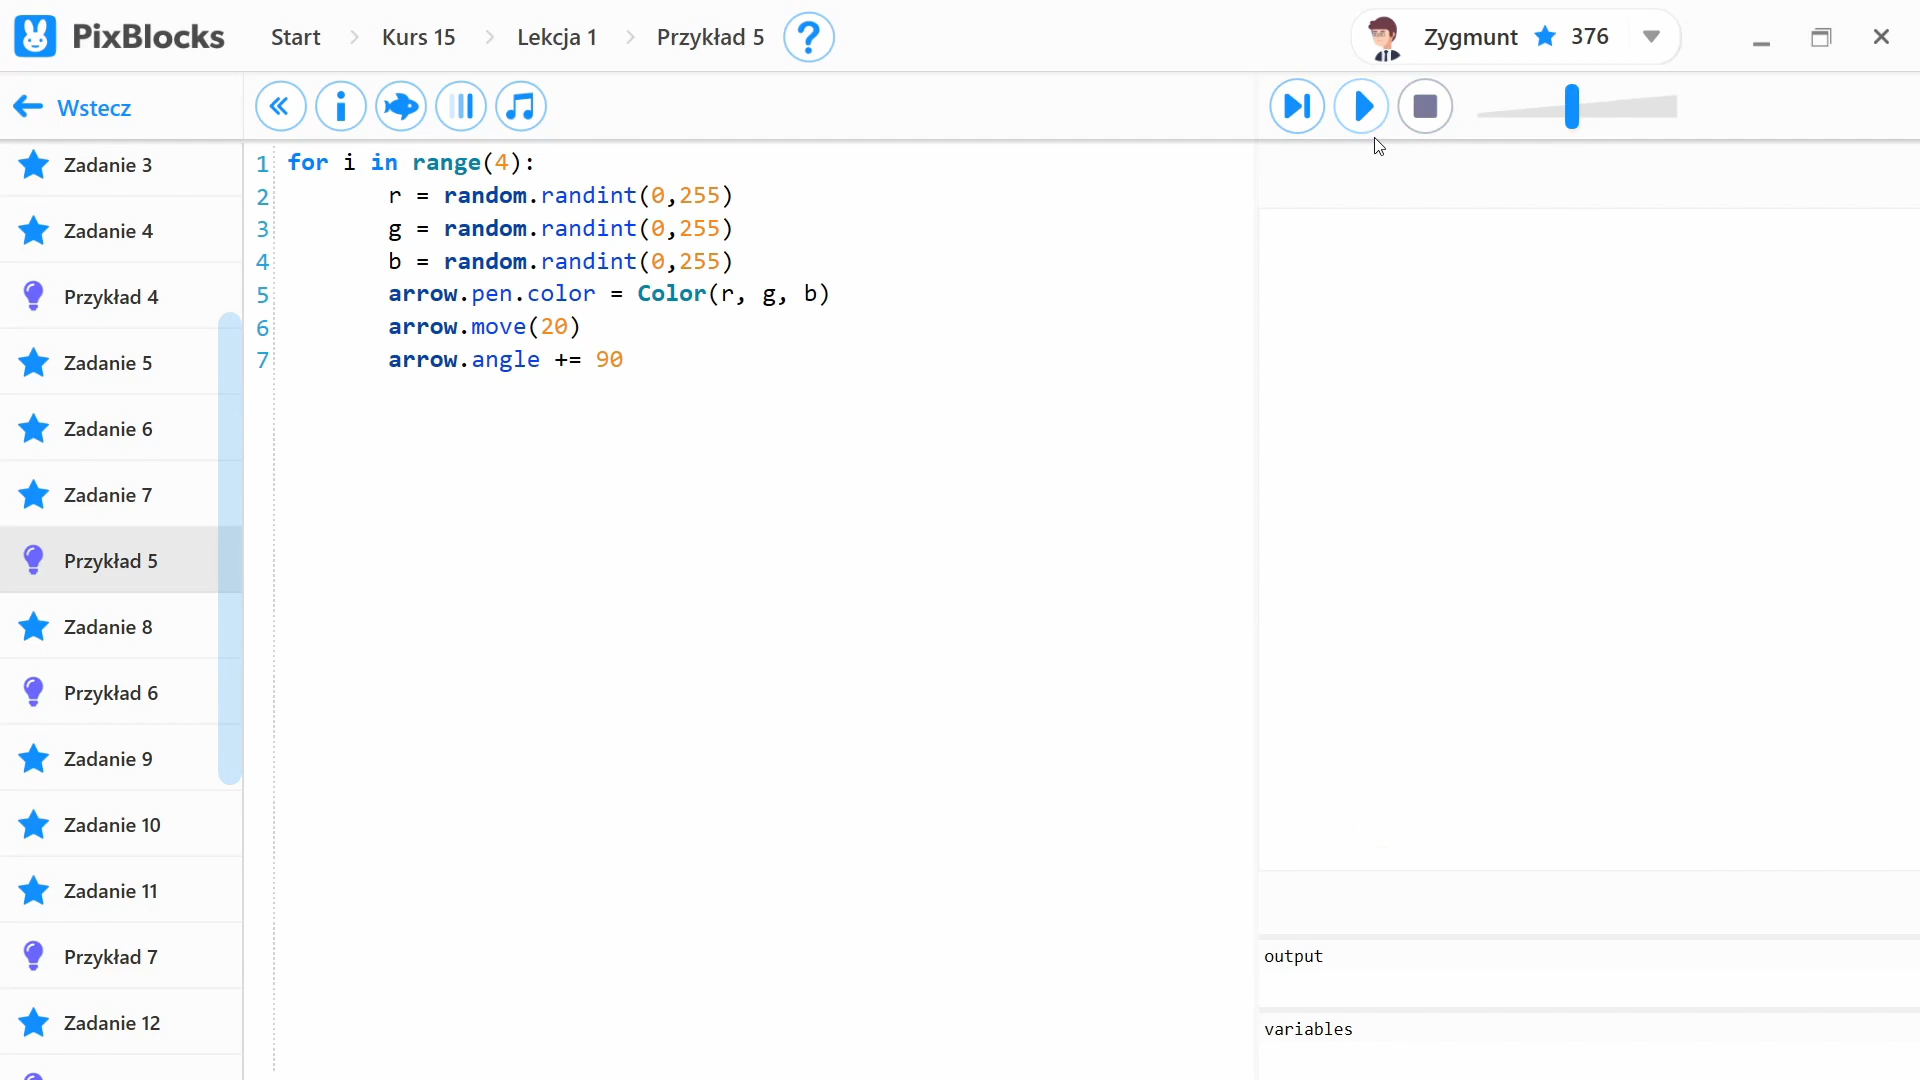 PixBlocks Start Kurs 15 Lekcja 1 Przykład 5 ? Zygmunt 376
Wstecz
Zadanie 3
Zadanie 4
Przykład 4
Zadanie 5
Zadanie 6
Zadanie 7
Przykład 5
Zadanie 8
Przykład 6
Zadanie 9
Zadanie 10
Zadanie 11
Przykład 7
Zadanie 12
1 for i in range(4):
2 r = random.randint(0,255)
3 g = random.randint(0,255)
4 b = random.randint(0,255)
5 arrow.pen.color = Color(r, g, b)
6 arrow.move(20)
7 arrow.angle += 90
output
variables